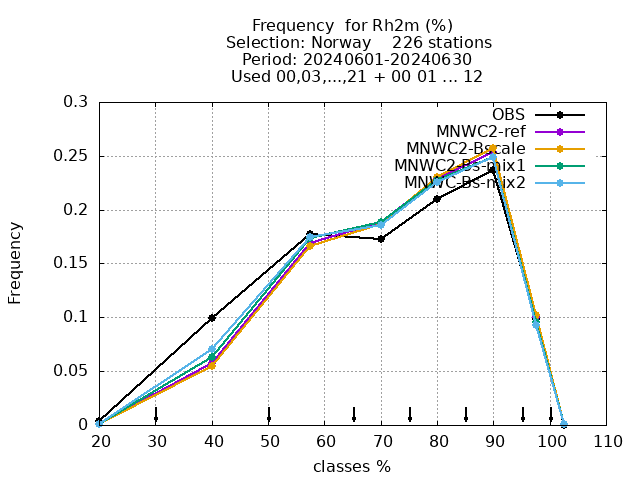 Frequency  for Rh2m (%)
Selection: Norway    226 stations
Period: 20240601-20240630
Used 00,03,...,21 + 00 01 ... 12
OBS
MNWC2-ref
MNWC2-Bscale
MNWC2-Bs-mix1
MNWC-Bs-mix2
0.3
0.25
0.2
0.15
0.1
0.05
0
Frequency
20 30 40 50 60 70 80 90 100 110
classes %